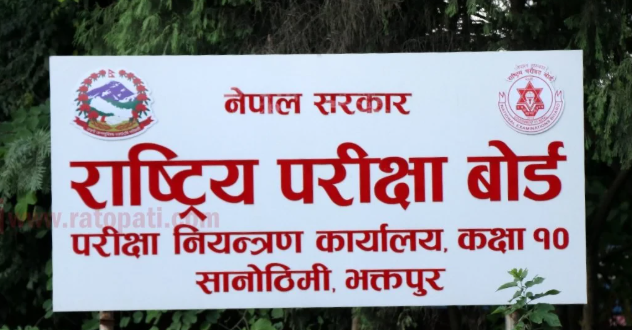 नेपाल सरकार
राष्ट्रिय परीक्षा बोर्ड
www.ratopati.com
परीक्षा नियन्त्रण कार्यालय, कक्षा १०
सानोठिमी, भक्तपुर